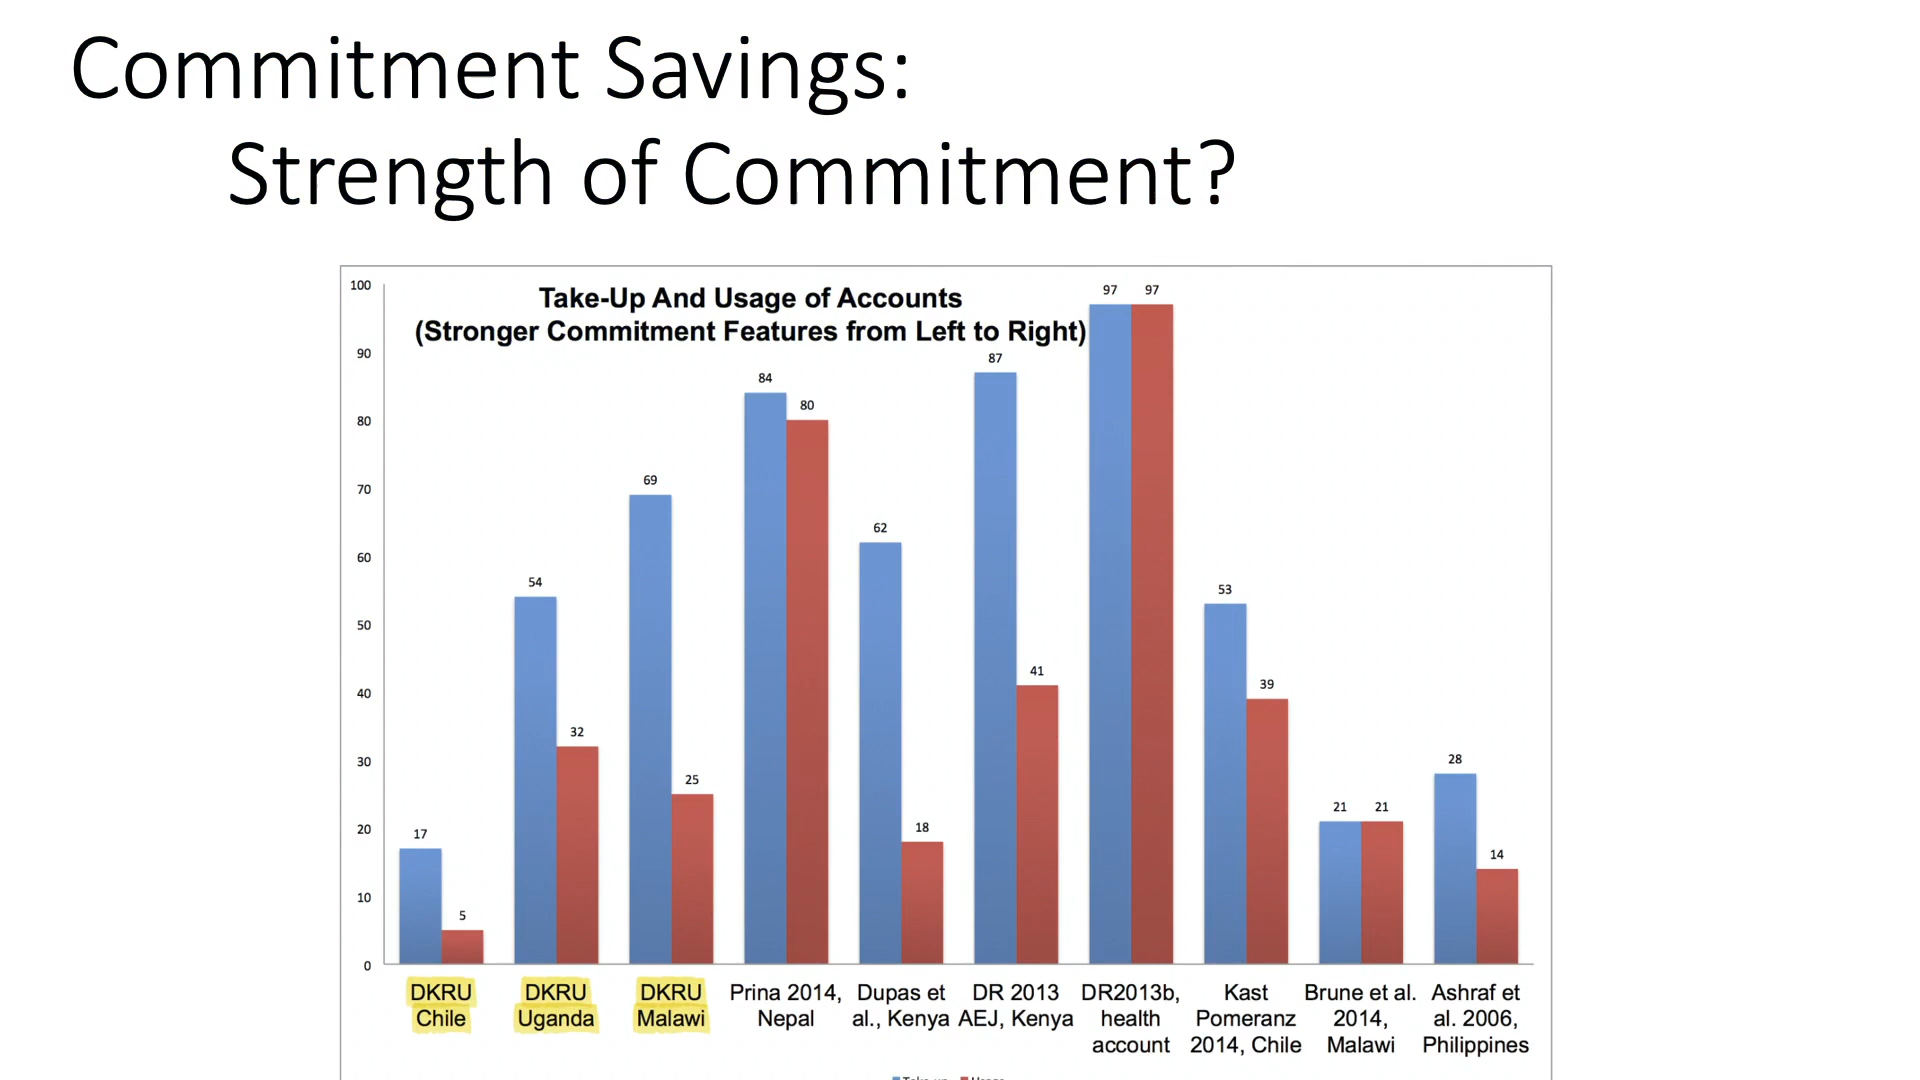 Commitment Savings:
Strength of Commitment?
Take-Up And Usage of Accounts
(Stronger Commitment Features from Left to Right)
100
90
80
70
60
50
40
30
20
10
0
17
5
54
32
69
25
84
80
62
18
87
41
97
97
53
39
21
21
28
14
DKRU
Chile
DKRU
Uganda
DKRU
Malawi
Prina 2014,
Nepal
Dupas et
al., Kenya
DR 2013
AEJ, Kenya
DR2013b,
health
account
Kast
Pomeranz
2014, Chile
Brune et al.
2014,
Malawi
Ashraf et
al. 2006,
Philippines